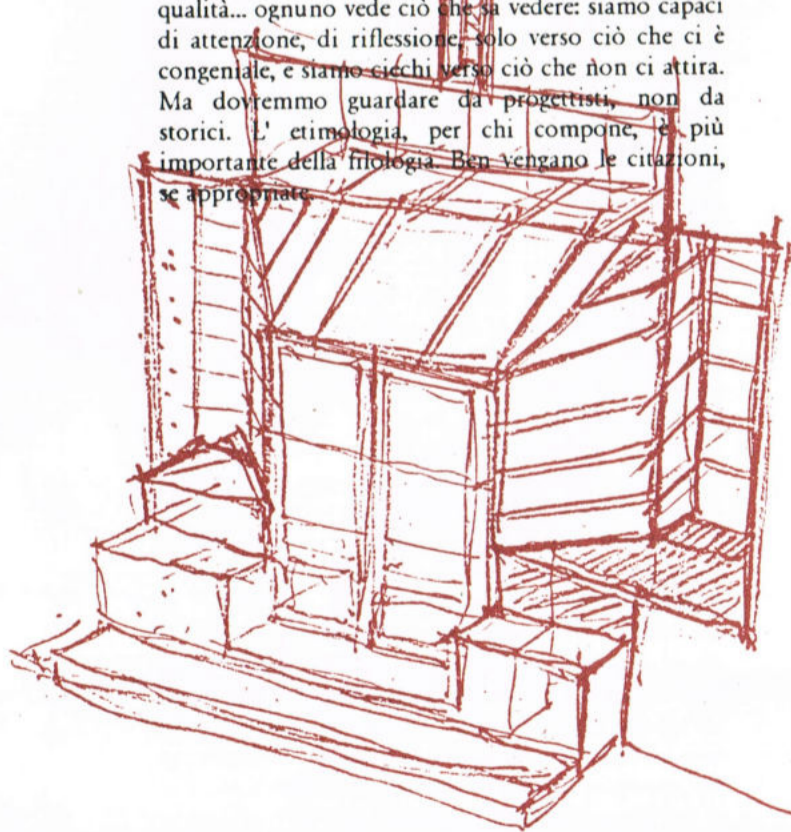 qualità... ognuno vede ciò che sa vedere: siamo capaci
di attenzione, di riflessione, solo verso ciò che ci è
congeniale, e siamo ciechi verso ciò che non ci attira.
Ma dovremmo guardare da progettisti, non da
storici. L' etimologia, per chi compone, è più
importante della filologia. Ben vengano le citazioni,
se appropriate.